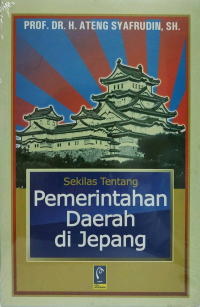 PROF. DR. H. ATENG SYAFRUDIN, SH.
Sekilas Tentang
Pemerintahan
Daerah
di Jepang